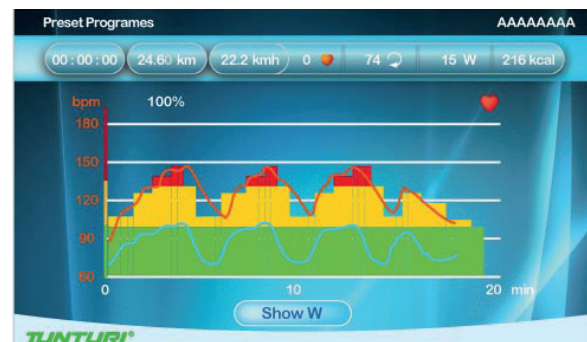 Preset Programes AAAAAAAA
00:00:00 24.60 km 22.2 kmh 0 74 15 W 216 kcal
bpm 100%
180
150
120
90
60
0 10 20 min
Show W
TUNTURI®